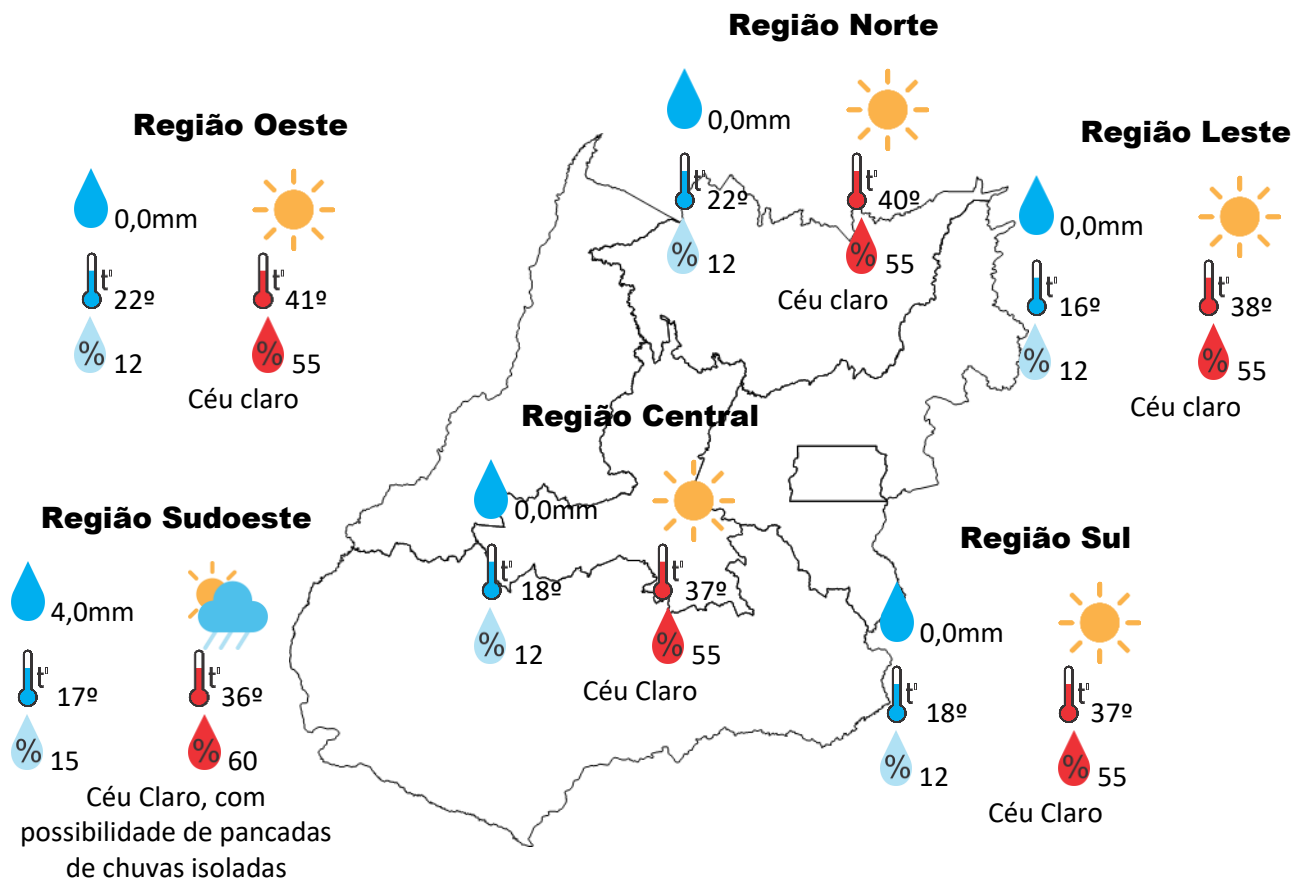 Região Norte
0,0mm
t°
22º
t°
40º
%
12
%
55
Céu claro
Região Oeste
0,0mm
t°
22º
t°
41º
%
12
%
55
Céu claro
Região Leste
0,0mm
t°
16º
t°
38º
%
12
%
55
Céu claro
Região Central
0,0mm
t°
18º
t°
37º
%
12
%
55
Céu Claro
Região Sudoeste
4,0mm
t°
17º
t°
36º
%
15
%
60
Céu Claro, com
possibilidade de pancadas
de chuvas isoladas
Região Sul
0,0mm
t°
18º
t°
37º
%
12
%
55
Céu Claro